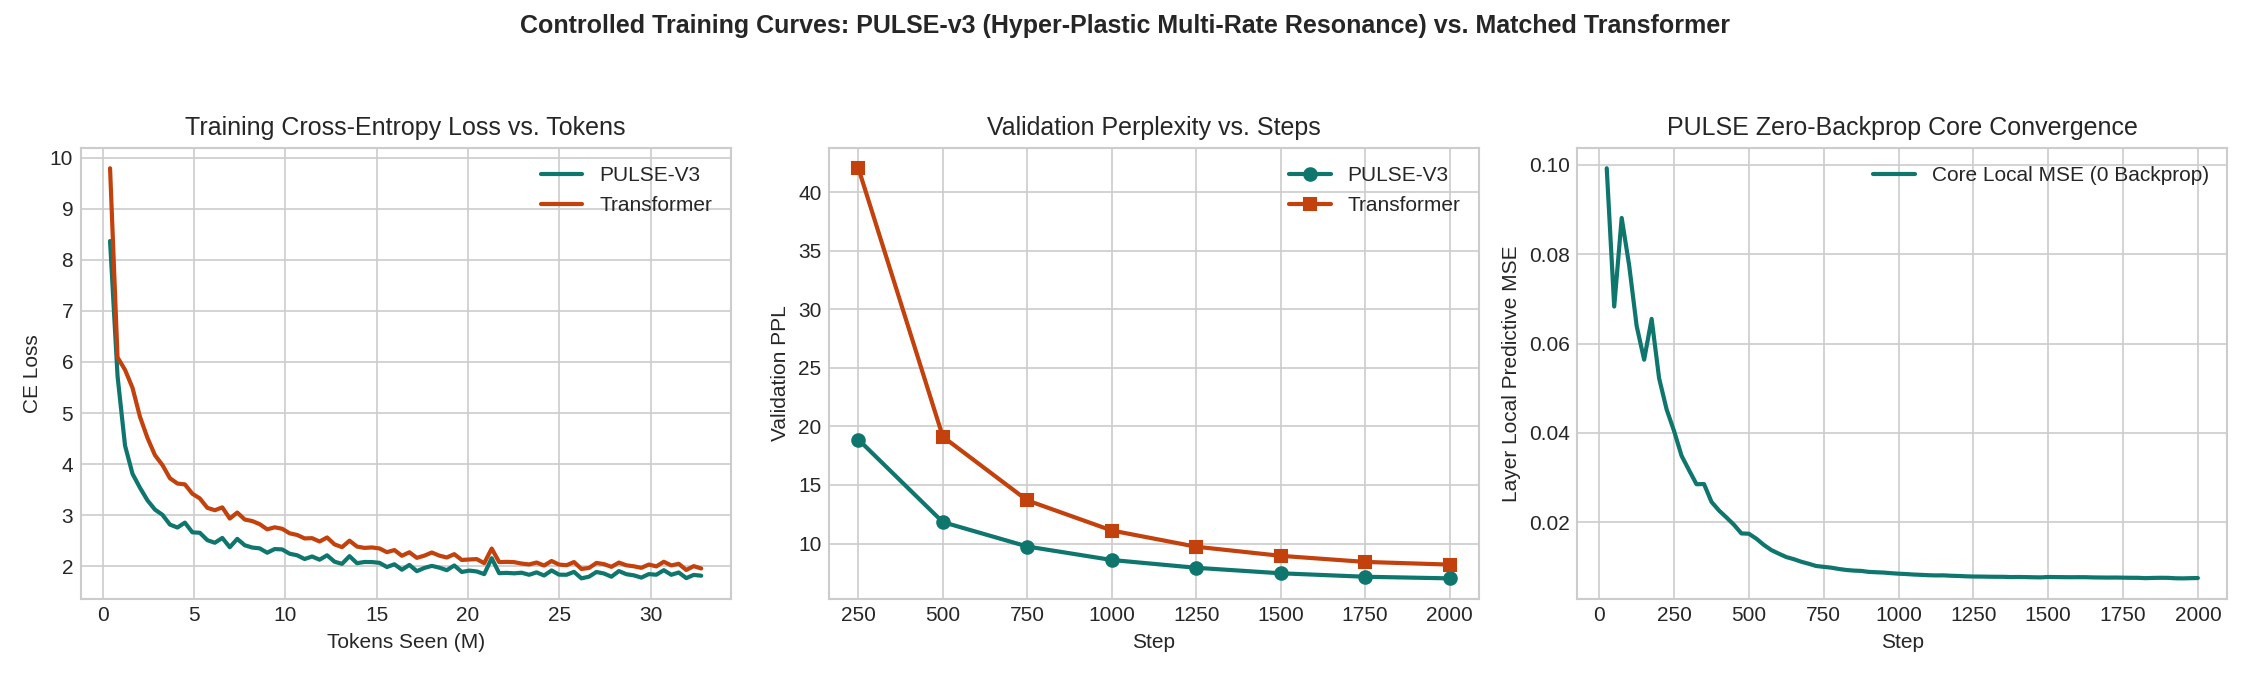 Controlled Training Curves: PULSE-v3 (Hyper-Plastic Multi-Rate Resonance) vs. Matched Transformer
Training Cross-Entropy Loss vs. Tokens
CE Loss
10
9
8
7
6
5
4
3
2
PULSE-V3
Transformer
0 5 10 15 20 25 30
Tokens Seen (M)
Validation Perplexity vs. Steps
Validation PPL
40
35
30
25
20
15
10
PULSE-V3
Transformer
250 500 750 1000 1250 1500 1750 2000
Step
PULSE Zero-Backprop Core Convergence
Layer Local Predictive MSE
0.10
0.08
0.06
0.04
0.02
Core Local MSE (0 Backprop)
0 250 500 750 1000 1250 1500 1750 2000
Step